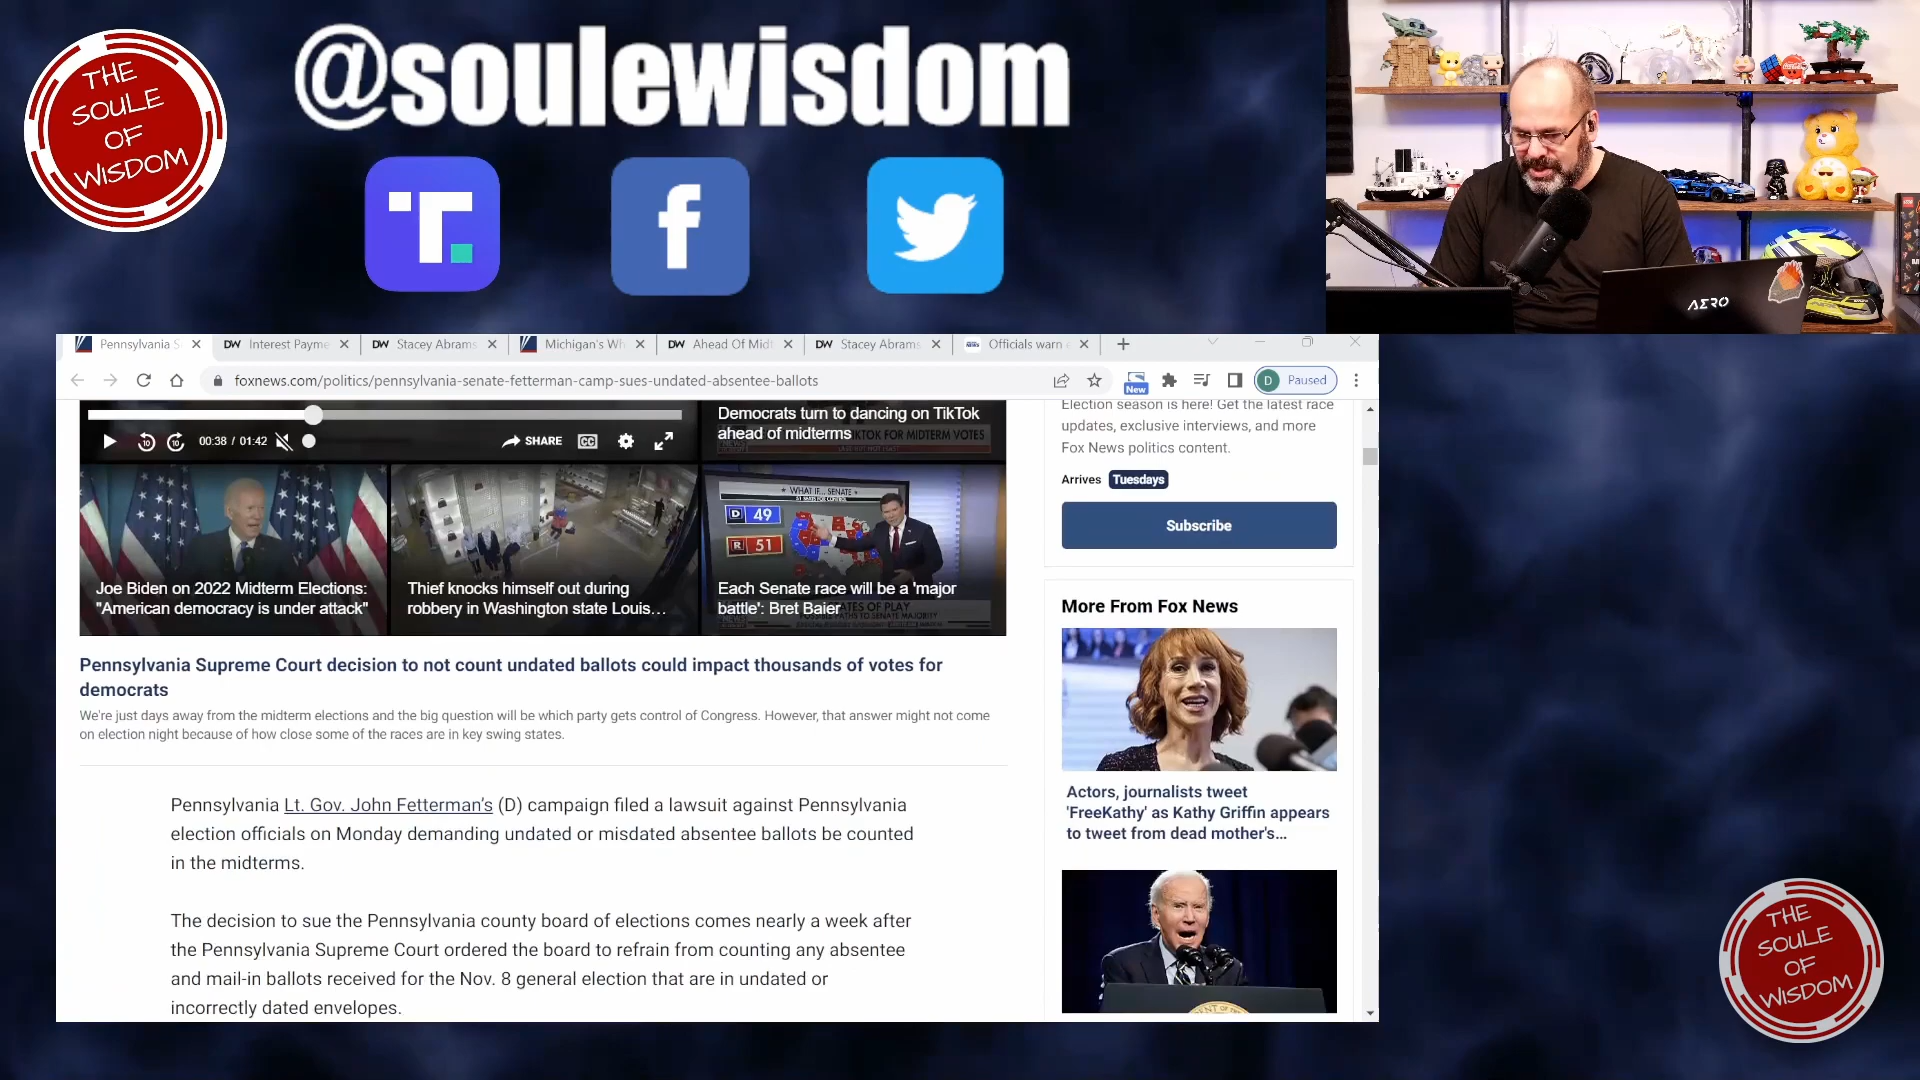 THE
SOULE
OF
WISDOM
@soulewisdom
T.
f
AERO
Pennsylvania S
DW Interest Payme
DW Stacey Abrams
Michigan's Wh
DW Ahead Of Midt
DW Stacey Abrams
Officials warn
foxnews.com/politics/pennsylvania-senate-fetterman-camp-sues-undated-absentee-ballots
New
D Paused
00:38 / 01:42
SHARE
CC
Democrats turn to dancing on TikTok
ahead of midterms
Joe Biden on 2022 Midterm Elections:
"American democracy is under attack"
Thief knocks himself out during
robbery in Washington state Louis...
WHAT IF... SENATE
D 49
R 51
Each Senate race will be a 'major
battle': Bret Baier
Pennsylvania Supreme Court decision to not count undated ballots could impact thousands of votes for
democrats
We're just days away from the midterm elections and the big question will be which party gets control of Congress. However, that answer might not come
on election night because of how close some of the races are in key swing states.
Pennsylvania Lt. Gov. John Fetterman's (D) campaign filed a lawsuit against Pennsylvania
election officials on Monday demanding undated or misdated absentee ballots be counted
in the midterms.
The decision to sue the Pennsylvania county board of elections comes nearly a week after
the Pennsylvania Supreme Court ordered the board to refrain from counting any absentee
and mail-in ballots received for the Nov. 8 general election that are in undated or
incorrectly dated envelopes.
Election season is here! Get the latest race
updates, exclusive interviews, and more
Fox News politics content.
Arrives Tuesdays
Subscribe
More From Fox News
Actors, journalists tweet
'FreeKathy' as Kathy Griffin appears
to tweet from dead mother's...
THE
SOULE
OF
WISDOM